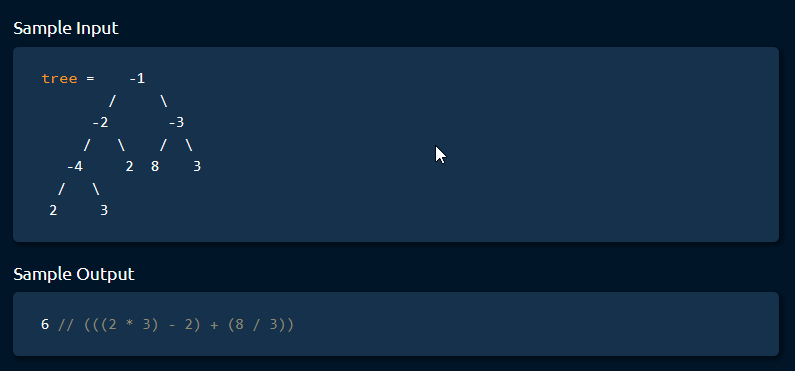 Sample Input
tree =    -1
        /     \
      -2       -3
     /   \    /  \
   -4     2  8    3
  /   \
 2     3
Sample Output
6 // (((2 * 3) - 2) + (8 / 3))